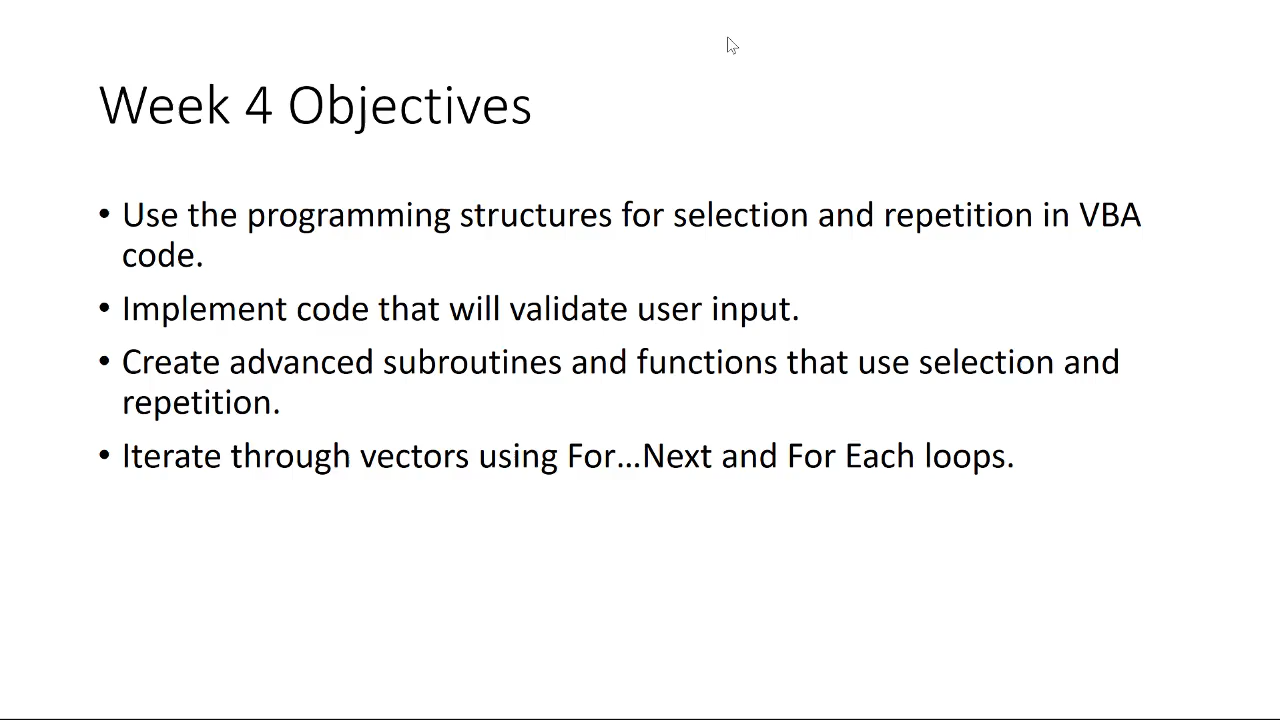 Week 4 Objectives
• Use the programming structures for selection and repetition in VBA
code.
• Implement code that will validate user input.
• Create advanced subroutines and functions that use selection and
repetition.
• Iterate through vectors using For…Next and For Each loops.